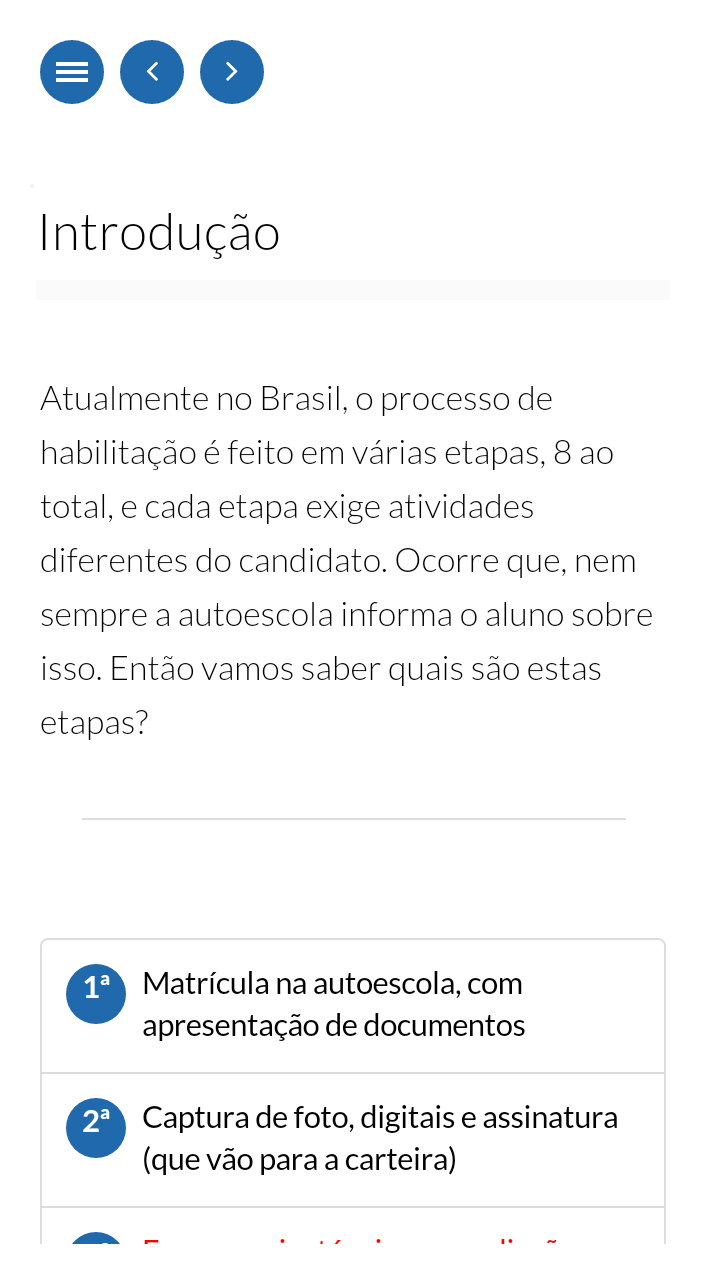 Introdução
Atualmente no Brasil, o processo de
habilitação é feito em várias etapas, 8 ao
total, e cada etapa exige atividades
diferentes do candidato. Ocorre que, nem
sempre a autoescola informa o aluno sobre
isso. Então vamos saber quais são estas
etapas?
1ª Matrícula na autoescola, com
apresentação de documentos
2ª Captura de foto, digitais e assinatura
(que vão para a carteira)